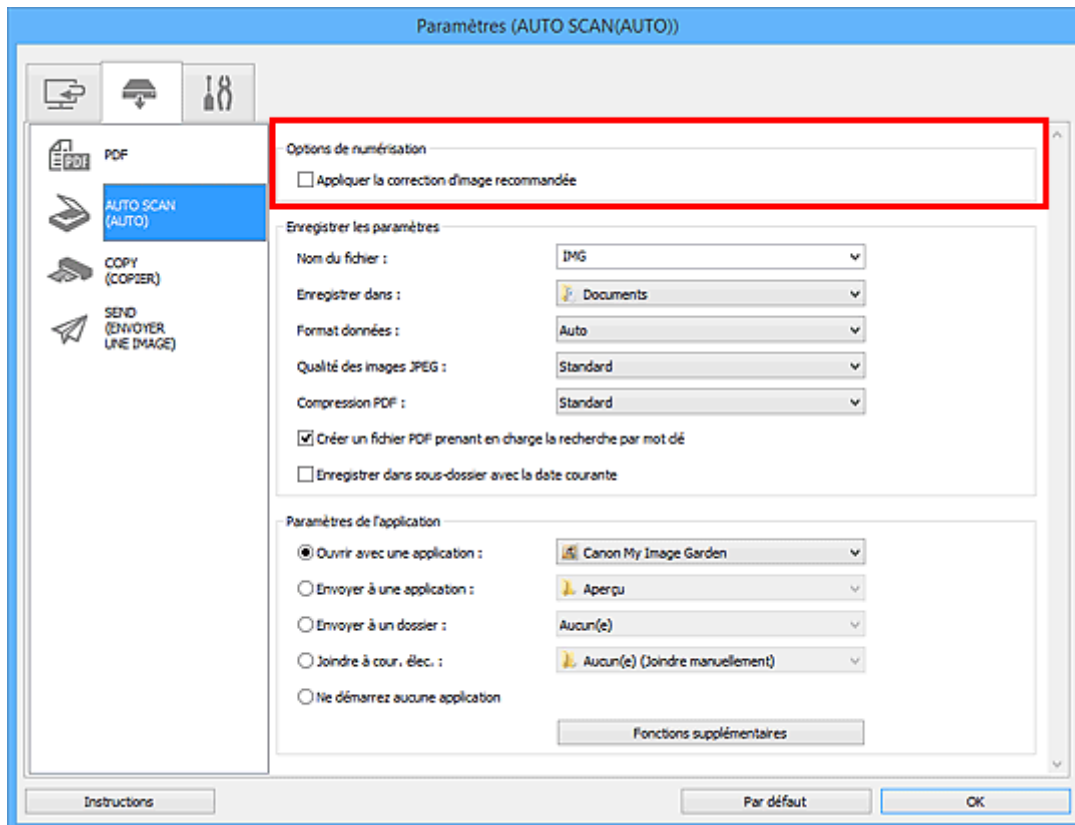 Paramètres (AUTO SCAN(AUTO))
PDF
PDF
AUTO SCAN
(AUTO)
COPY
(COPIER)
SEND
(ENVOYER
UNE IMAGE)
Options de numérisation
Appliquer la correction d'image recommandée
Enregistrer les paramètres
Nom du fichier : IMG
Enregistrer dans : Documents
Format données : Auto
Qualité des images JPEG : Standard
Compression PDF : Standard
Créer un fichier PDF prenant en charge la recherche par mot clé
Enregistrer dans sous-dossier avec la date courante
Paramètres de l'application
Ouvrir avec une application : Canon My Image Garden
Envoyer à une application : Aperçu
Envoyer à un dossier : Aucun(e)
Joindre à cour. élec. : Aucun(e) (Joindre manuellement)
Ne démarrez aucune application
Fonctions supplémentaires
Instructions
Par défaut
OK